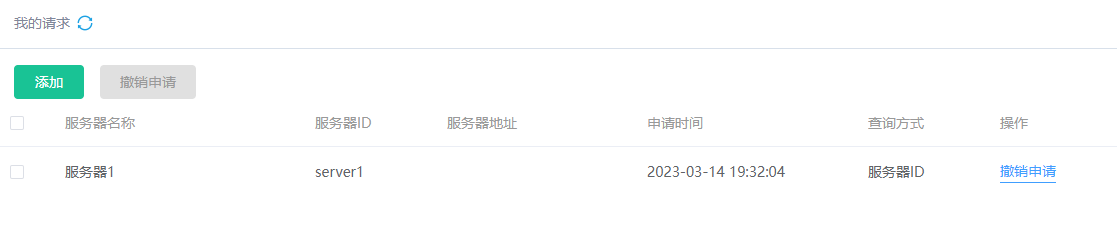 我的请求
添加 撤销申请
服务器名称 服务器ID 服务器地址 申请时间 查询方式 操作
服务器1 server1 2023-03-14 19:32:04 服务器ID 撤销申请